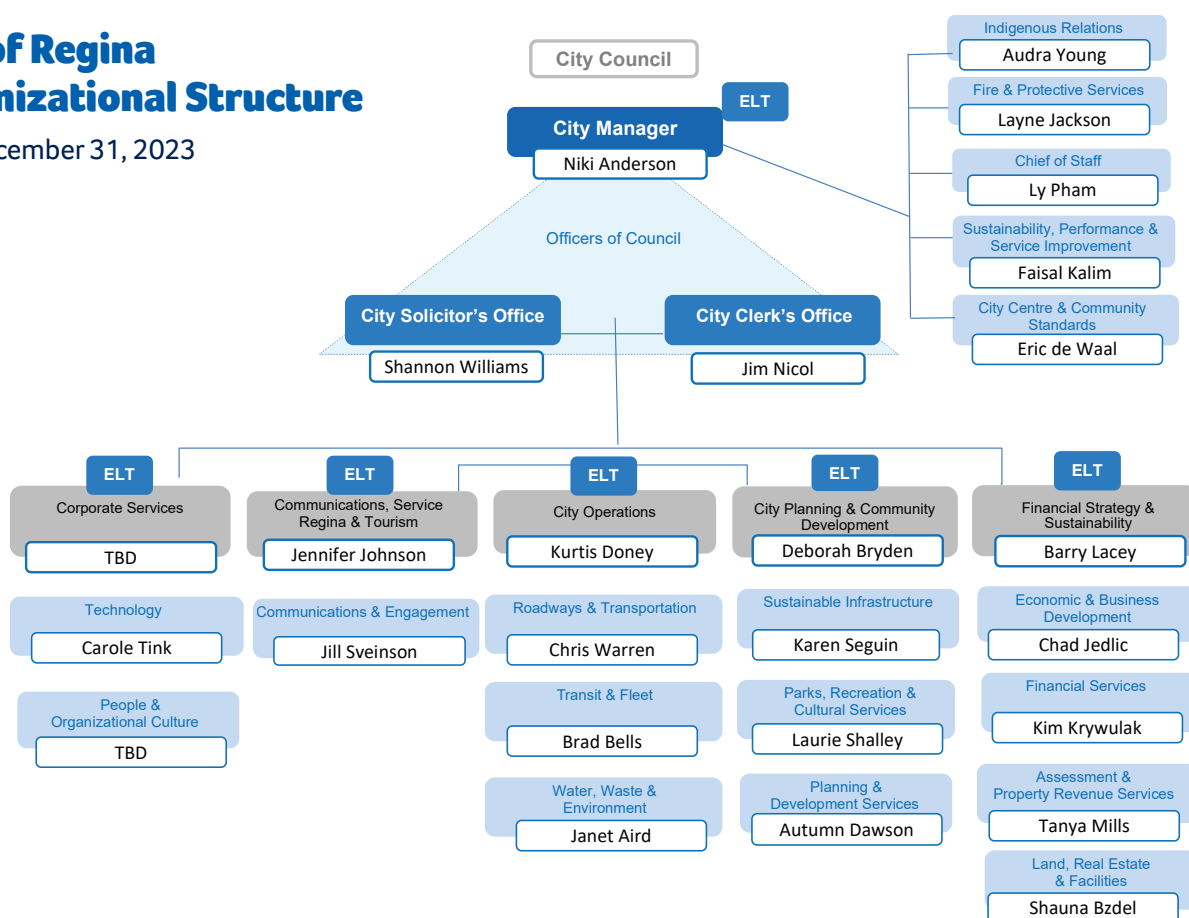 of Regina
nizational Structure
cember 31, 2023
City Council
ELT
City Manager
Niki Anderson
Officers of Council
City Solicitor's Office
Shannon Williams
City Clerk's Office
Jim Nicol
Indigenous Relations
Audra Young
Fire & Protective Services
Layne Jackson
Chief of Staff
Ly Pham
Sustainability, Performance &
Service Improvement
Faisal Kalim
City Centre & Community
Standards
Eric de Waal
ELT
Corporate Services
TBD
Technology
Carole Tink
People &
Organizational Culture
TBD
ELT
Communications, Service
Regina & Tourism
Jennifer Johnson
Communications & Engagement
Jill Sveinson
ELT
City Operations
Kurtis Doney
Roadways & Transportation
Chris Warren
Transit & Fleet
Brad Bells
Water, Waste &
Environment
Janet Aird
ELT
City Planning & Community
Development
Deborah Bryden
Sustainable Infrastructure
Karen Seguin
Parks, Recreation &
Cultural Services
Laurie Shalley
Planning &
Development Services
Autumn Dawson
ELT
Financial Strategy &
Sustainability
Barry Lacey
Economic & Business
Development
Chad Jedlic
Financial Services
Kim Krywulak
Assessment &
Property Revenue Services
Tanya Mills
Land, Real Estate
& Facilities
Shauna Bzdel